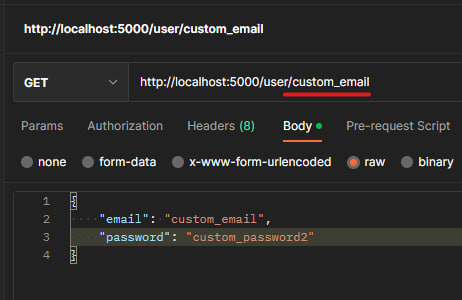 http://localhost:5000/user/custom_email
GET http://localhost:5000/user/custom_email
Params Authorization Headers (8) Body Pre-request Script
none form-data x-www-form-urlencoded raw binary
1 {
2 "email": "custom_email",
3 "password": "custom_password2"
4 }